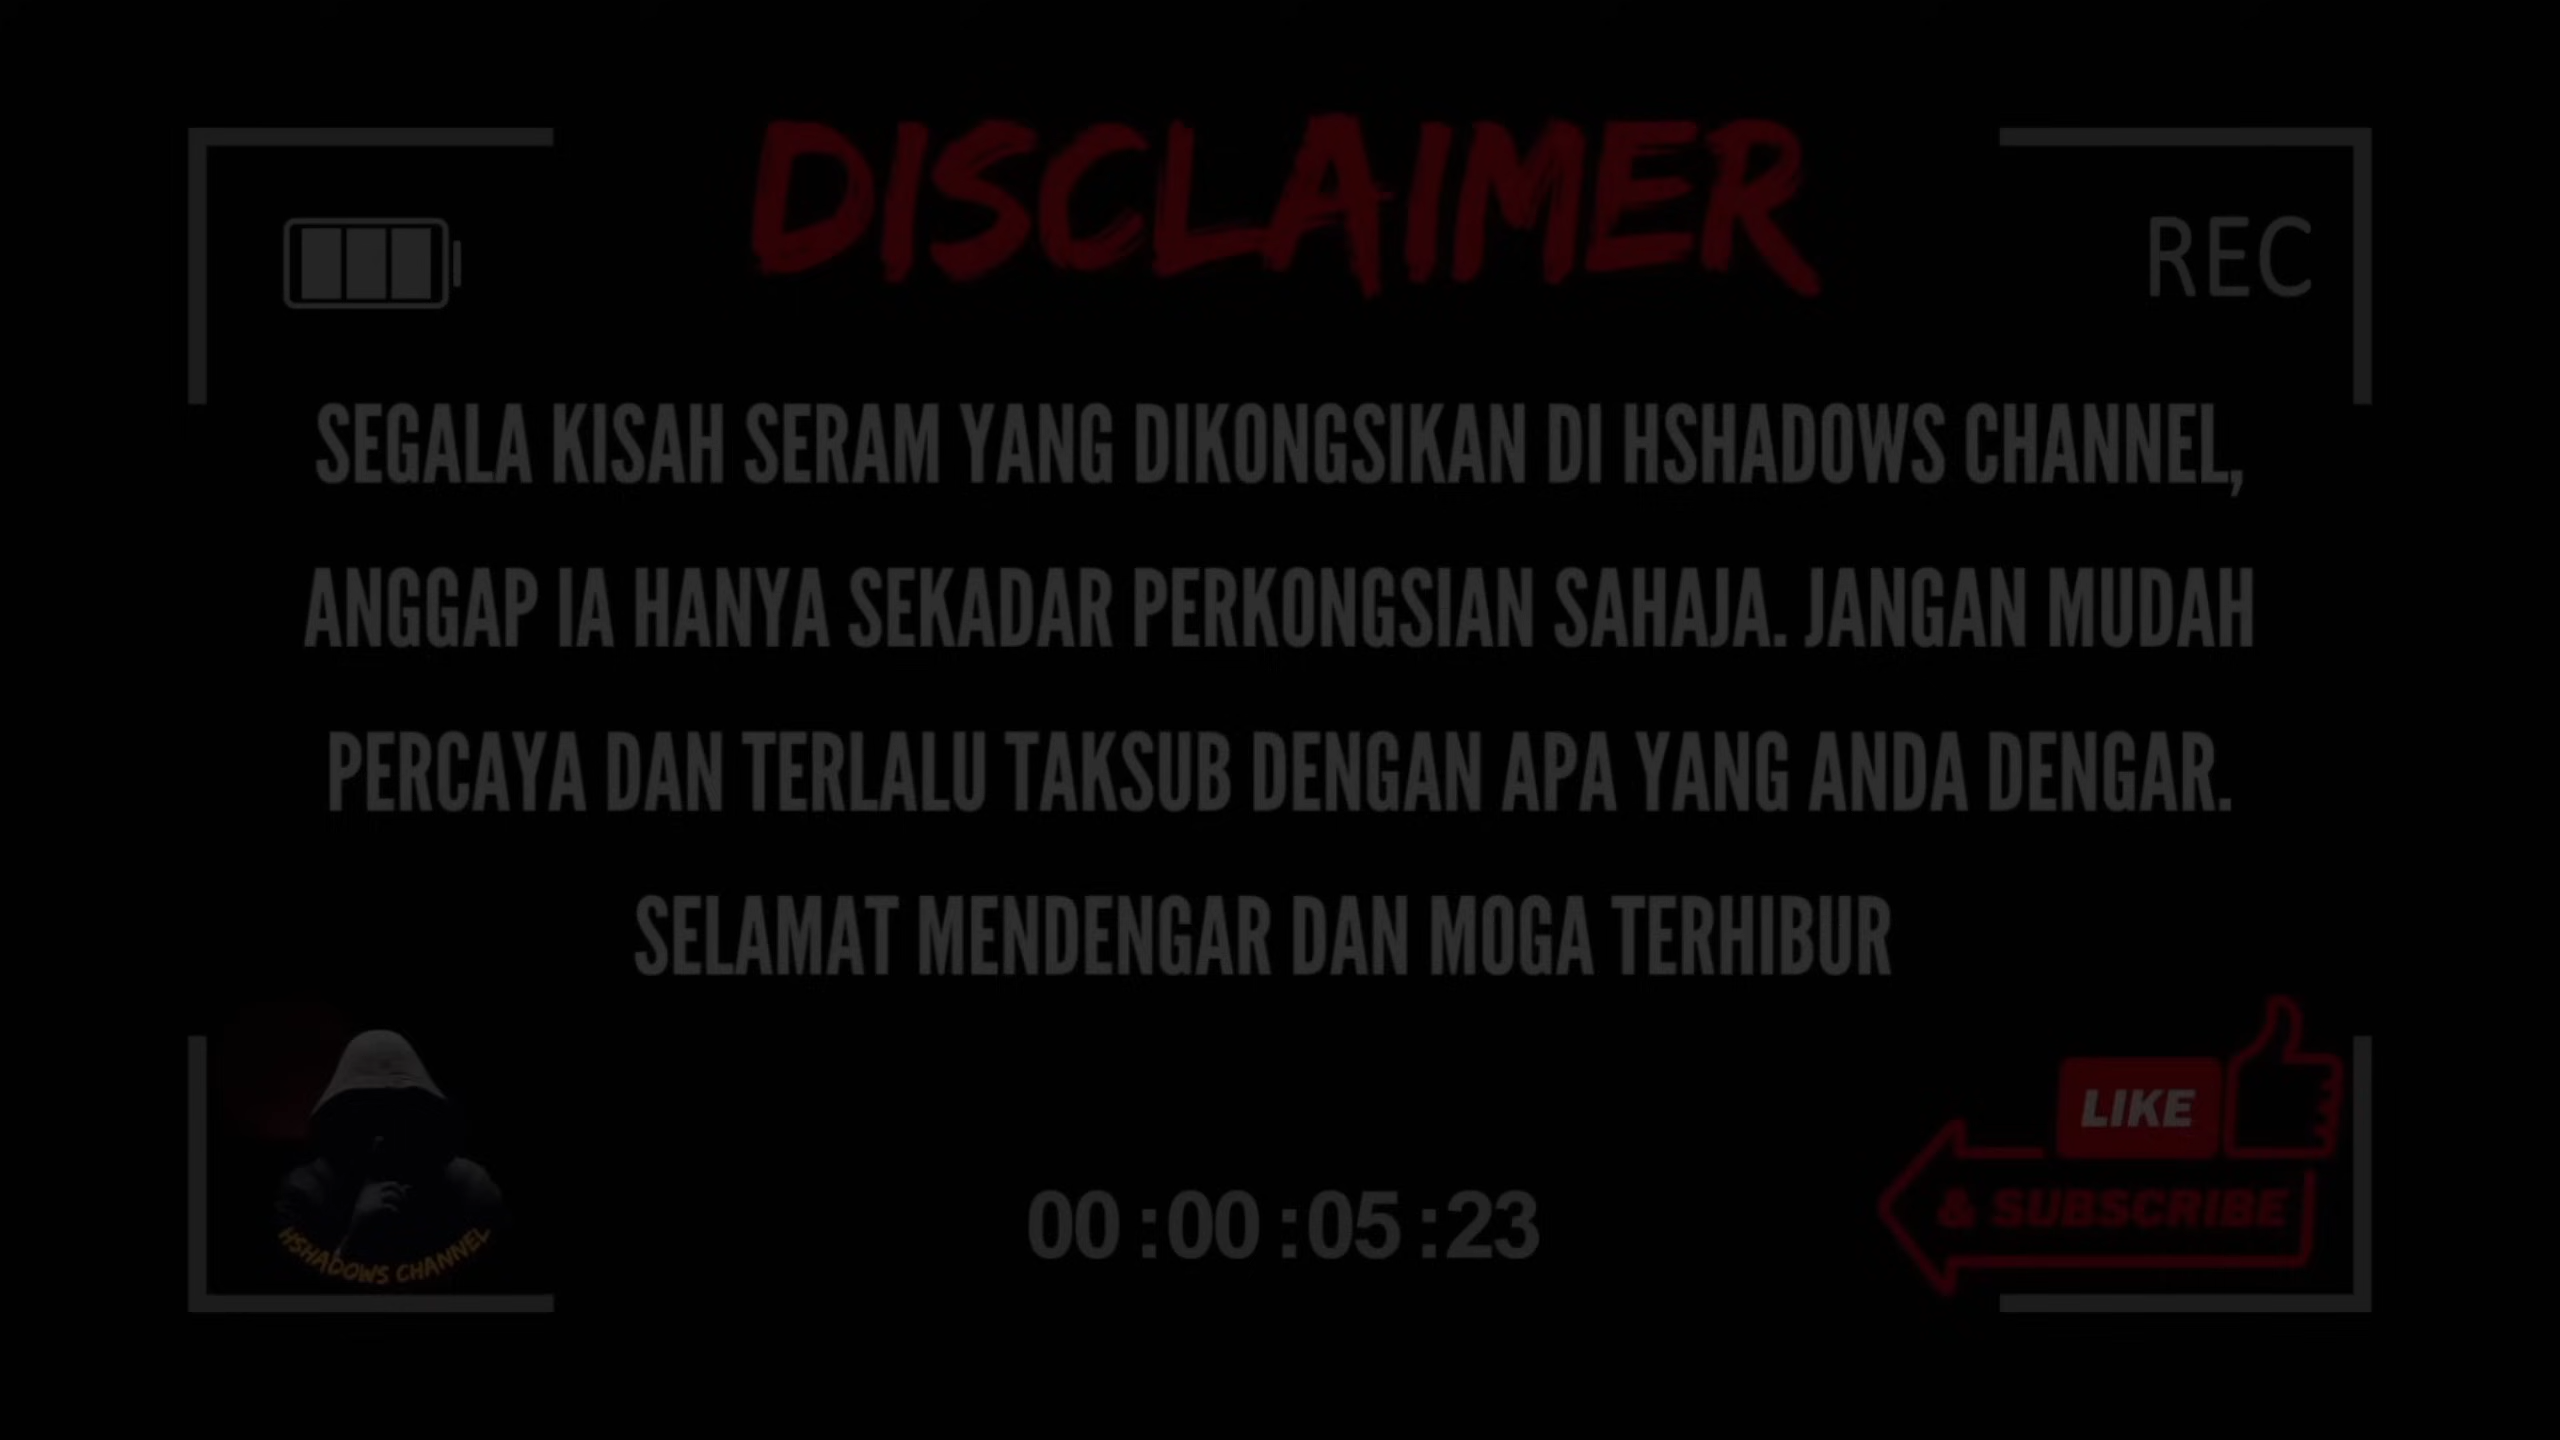 DISCLAIMER
REC
SEGALA KISAH SERAM YANG DIKONGSIKAN DI HSHADOWS CHANNEL,
ANGGAP IA HANYA SEKADAR PERKONGSIAN SAHAJA. JANGAN MUDAH
PERCAYA DAN TERLALU TAKSUB DENGAN APA YANG ANDA DENGAR.
SELAMAT MENDENGAR DAN MOGA TERHIBUR
HSHADOWS CHANNEL
00:00:05:23
LIKE
& SUBSCRIBE